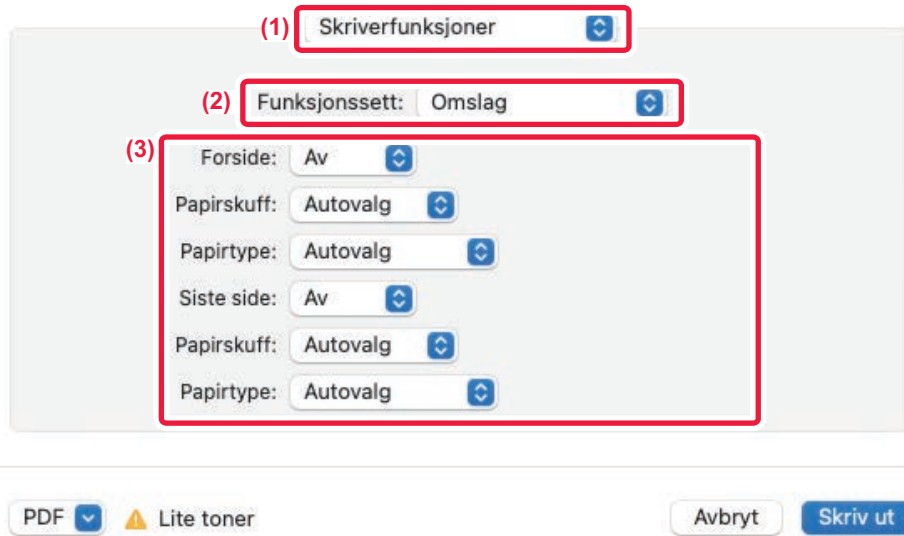 (1) Skriverfunksjoner
(2) Funksjonssett: Omslag
(3) Forside: Av
Papirskuff: Autovalg
Papirtype: Autovalg
Siste side: Av
Papirskuff: Autovalg
Papirtype: Autovalg
PDF Lite toner Avbryt Skriv ut